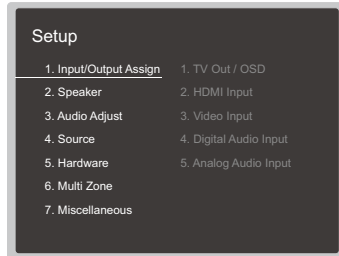 Setup
1. Input/Output Assign
2. Speaker
3. Audio Adjust
4. Source
5. Hardware
6. Multi Zone
7. Miscellaneous
1. TV Out / OSD
2. HDMI Input
3. Video Input
4. Digital Audio Input
5. Analog Audio Input